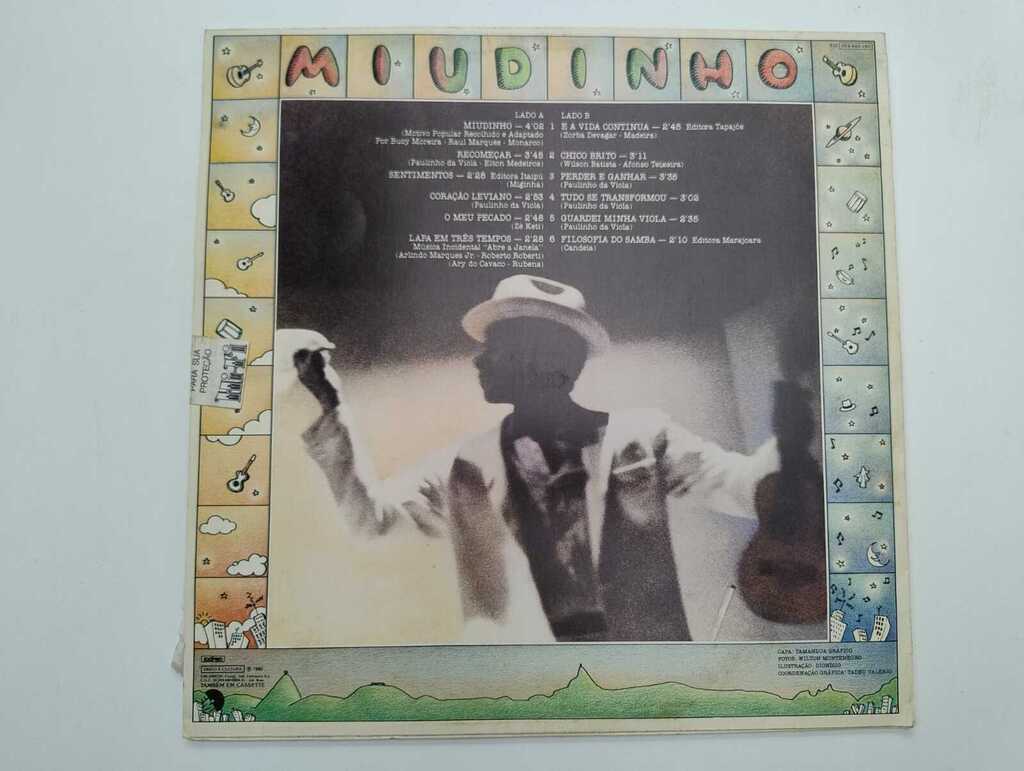 MIUDINHO
LADO A
MIUDINHO — 4'02 1
(Motivo Popular Recolhido e Adaptado
Por Bucy Moreira - Raul Marques - Monarco)
RECOMEÇAR — 3'45 2
(Paulinho da Viola - Elton Medeiros)
SENTIMENTOS — 2'28 Editora Itaipú 3
(Miginha)
CORAÇÃO LEVIANO — 2'53 4
(Paulinho da Viola)
O MEU PECADO — 2'48 5
(Zé Keti)
LAPA EM TRÊS TEMPOS — 2'28 6
Música Incidental "Abre a Janela"
(Arlindo Marques Jr. - Roberto Roberti)
(Ary do Cavaco - Rubens)
LADO B
E A VIDA CONTINUA — 2'45 Editora Tapajós
(Zorba Devagar - Madeira)
CHICO BRITO — 3'11
(Wilson Batista - Afonso Teixeira)
PERDER E GANHAR — 3'35
(Paulinho da Viola)
TUDO SE TRANSFORMOU — 3'02
(Paulinho da Viola)
GUARDEI MINHA VIOLA — 2'35
(Paulinho da Viola)
FILOSOFIA DO SAMBA — 2'10 Editora Marajoara
(Candeia)
PARA SUA
PROTEÇÃO
DISCO É CULTURA
TAMBÉM EM CASSETTE
CAPA: TAMANDUÁ GRÁFICO
FOTOS: WILTON MONTENEGRO
ILUSTRAÇÃO: DIONÍSIO
COORDENAÇÃO GRÁFICA: TADEU VALÉRIO